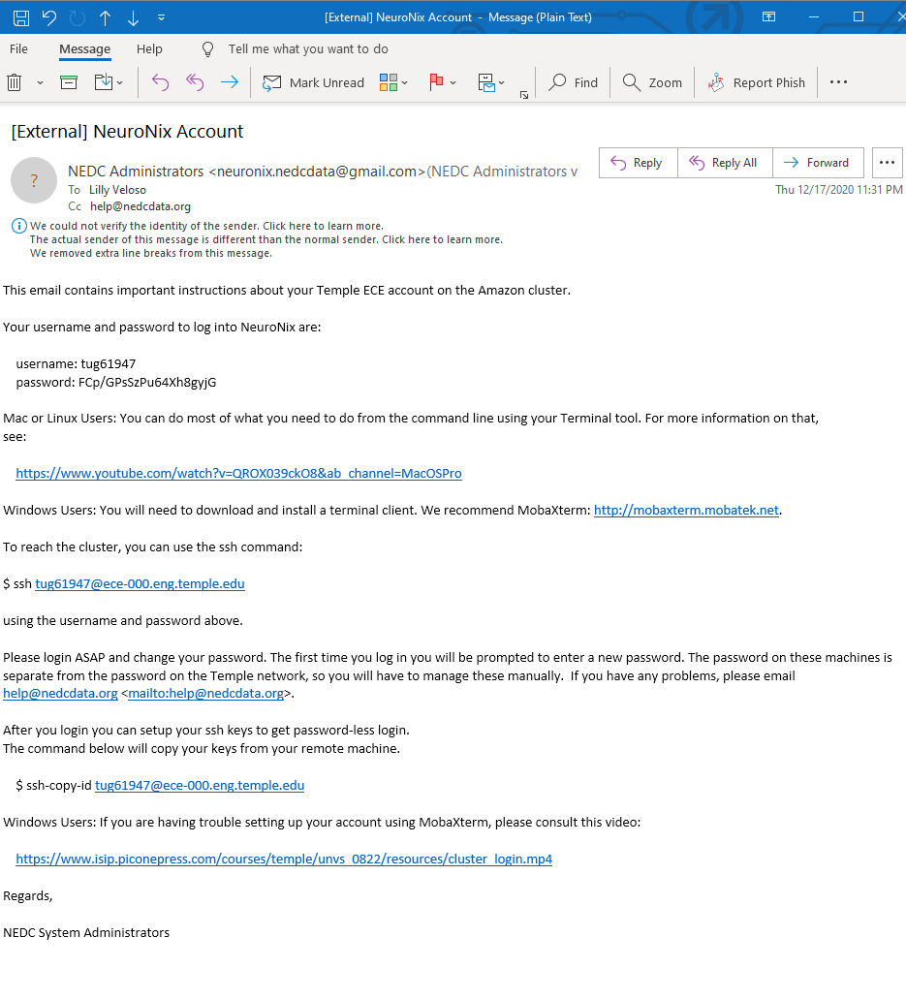 [External] NeuroNix Account - Message (Plain Text)
File Message Help Tell me what you want to do
Mark Unread Find Zoom Report Phish
[External] NeuroNix Account
?
NEDC Administrators <neuronix.nedcdata@gmail.com>(NEDC Administrators v
Reply Reply All Forward
To Lilly Veloso
Thu 12/17/2020 11:31 PM
Cc help@nedcdata.org
We could not verify the identity of the sender. Click here to learn more.
The actual sender of this message is different than the normal sender. Click here to learn more.
We removed extra line breaks from this message.
This email contains important instructions about your Temple ECE account on the Amazon cluster.
Your username and password to log into NeuroNix are:
username: tug61947
password: FCp/GPsSzPu64Xh8gyjG
Mac or Linux Users: You can do most of what you need to do from the command line using your Terminal tool. For more information on that,
see:
https://www.youtube.com/watch?v=QROX039ckO8&ab_channel=MacOSPro
Windows Users: You will need to download and install a terminal client. We recommend MobaXterm: http://mobaxterm.mobatek.net.
To reach the cluster, you can use the ssh command:
$ ssh tug61947@ece-000.eng.temple.edu
using the username and password above.
Please login ASAP and change your password. The first time you log in you will be prompted to enter a new password. The password on these machines is
separate from the password on the Temple network, so you will have to manage these manually. If you have any problems, please email
help@nedcdata.org <mailto:help@nedcdata.org>.
After you login you can setup your ssh keys to get password-less login.
The command below will copy your keys from your remote machine.
$ ssh-copy-id tug61947@ece-000.eng.temple.edu
Windows Users: If you are having trouble setting up your account using MobaXterm, please consult this video:
https://www.isip.piconepress.com/courses/temple/unvs_0822/resources/cluster_login.mp4
Regards,
NEDC System Administrators